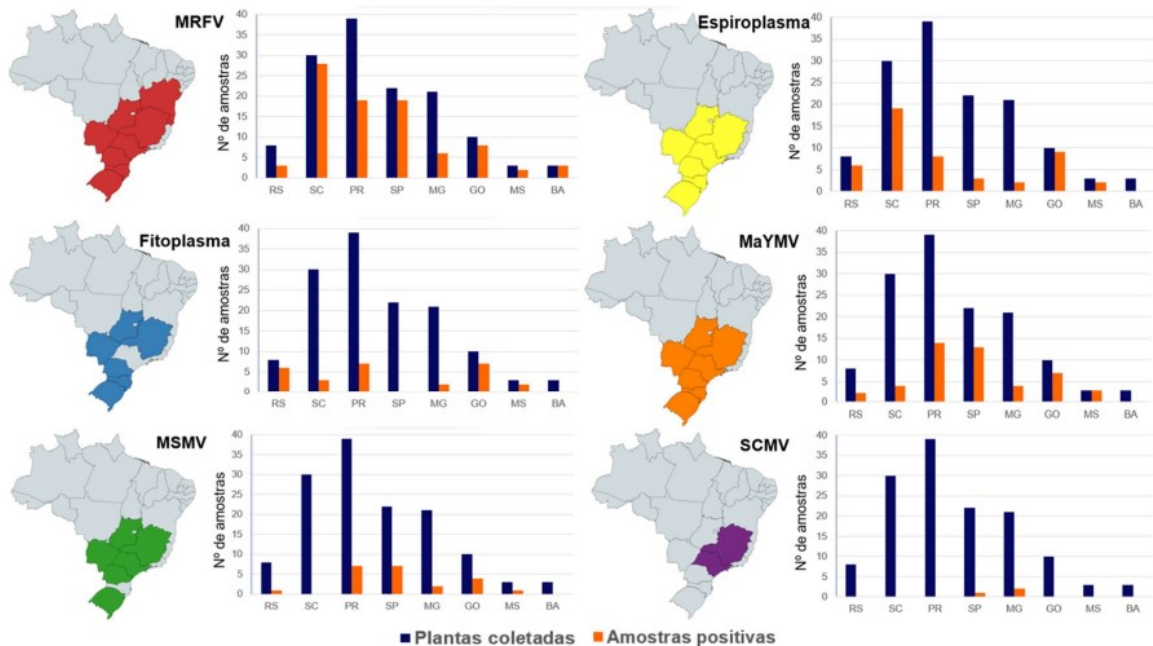 MRFV
Nº de amostras
40
35
30
25
20
15
10
5
0
RS SC PR SP MG GO MS BA
Espiroplasma
Nº de amostras
40
35
30
25
20
15
10
5
0
RS SC PR SP MG GO MS BA
Fitoplasma
Nº de amostras
40
35
30
25
20
15
10
5
0
RS SC PR SP MG GO MS BA
MaYMV
Nº de amostras
40
35
30
25
20
15
10
5
0
RS SC PR SP MG GO MS BA
MSMV
Nº de amostras
40
35
30
25
20
15
10
5
0
RS SC PR SP MG GO MS BA
SCMV
Nº de amostras
40
35
30
25
20
15
10
5
0
RS SC PR SP MG GO MS BA
Plantas coletadas Amostras positivas